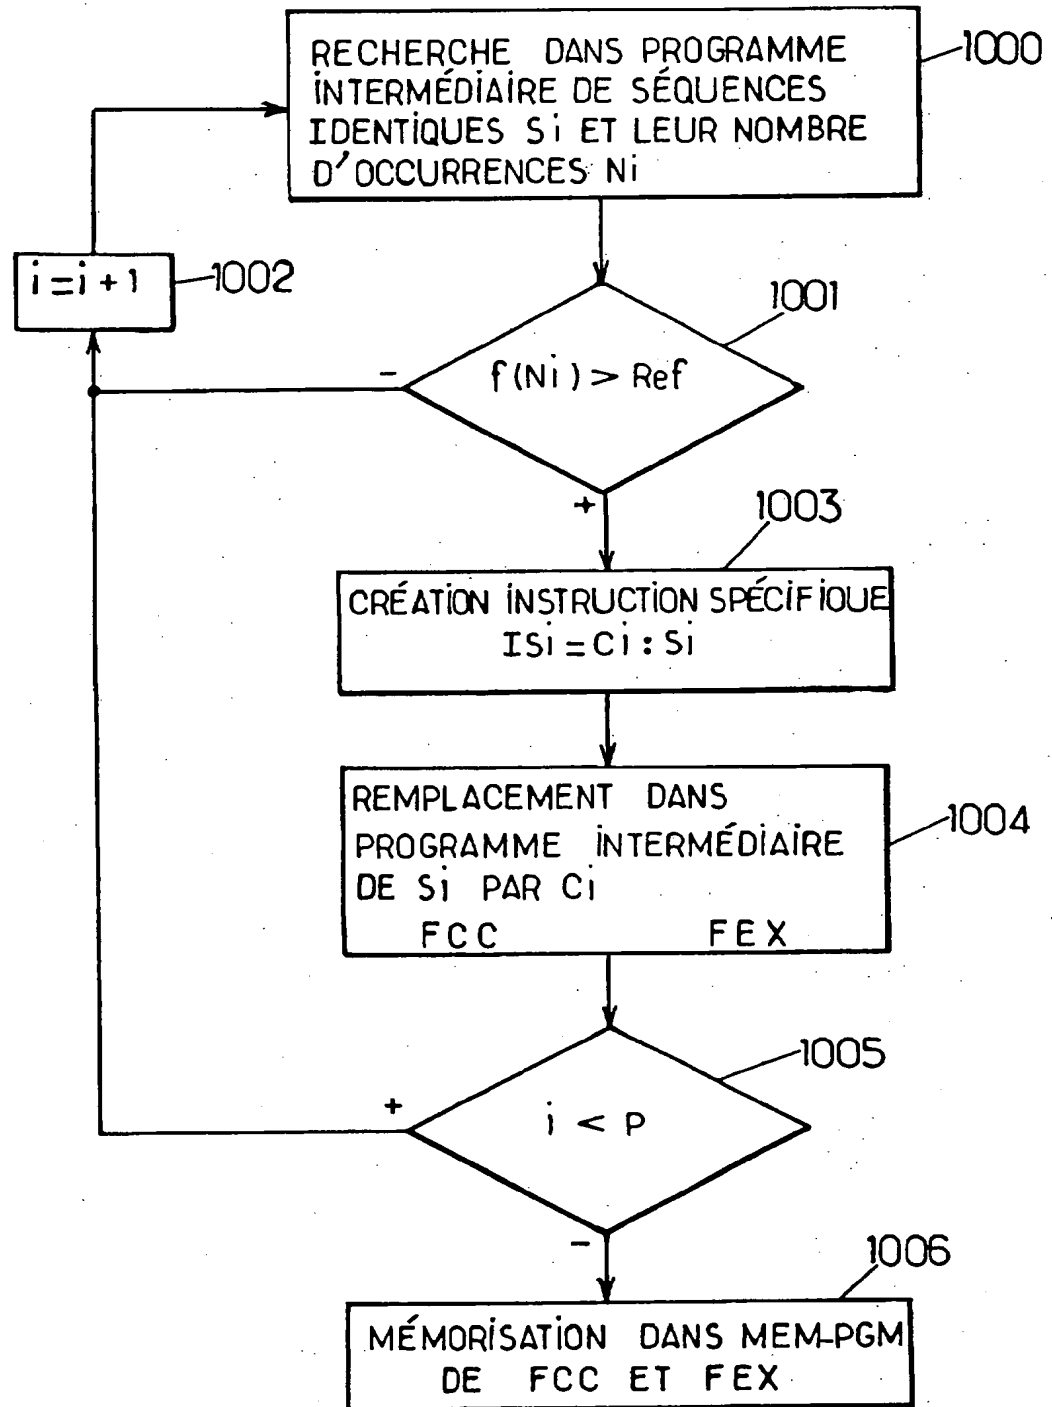 RECHERCHE DANS PROGRAMME
INTERMÉDIAIRE DE SÉQUENCES
IDENTIQUES Si ET LEUR NOMBRE
D'OCCURRENCES Ni
1000
i=i+1
1002
1001
f(Ni) > Ref
-
+
1003
CRÉATION INSTRUCTION SPÉCIFIQUE
ISi = Ci : Si
REMPLACEMENT DANS
PROGRAMME INTERMÉDIAIRE
DE Si PAR Ci
FCC FEX
1004
1005
+
i < P
-
1006
MÉMORISATION DANS MEM-PGM
DE FCC ET FEX